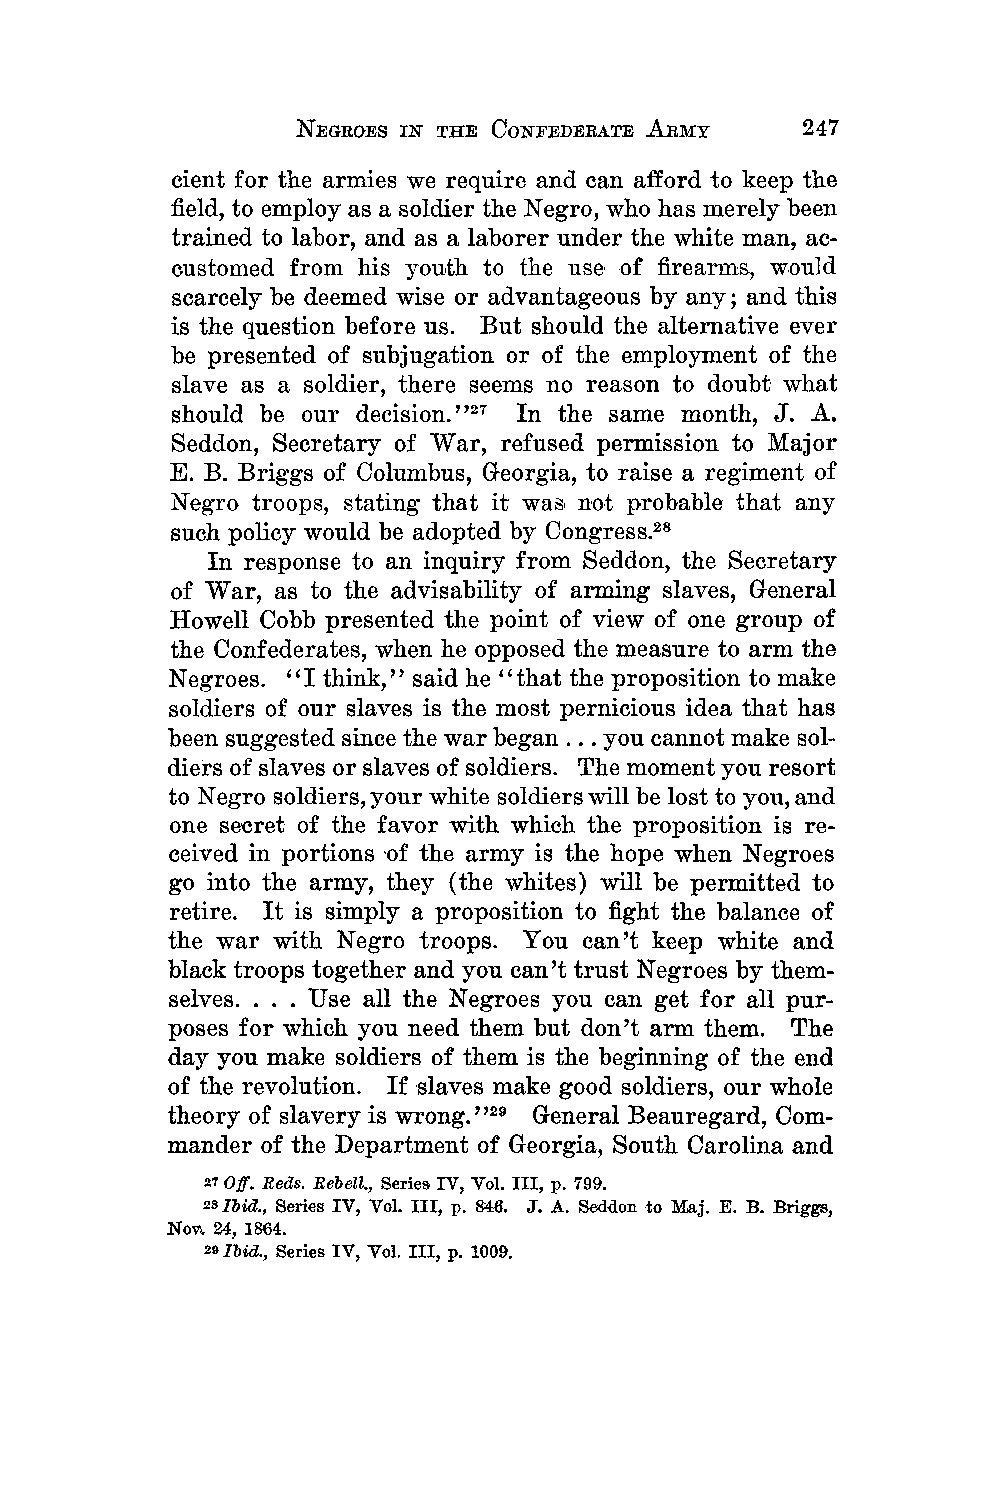 NEGROES IN THE CONFEDERATE ARMY 247
cient for the armies we require and can afford to keep the
field, to employ as a soldier the Negro, who has merely been
trained to labor, and as a laborer under the white man, ac-
customed from his youth to the use of firearms, would
scarcely be deemed wise or advantageous by any; and this
is the question before us. But should the alternative ever
be presented of subjugation or of the employment of the
slave as a soldier, there seems no reason to doubt what
should be our decision.''27 In the same month, J. A.
Seddon, Secretary of War, refused permission to Major
E. B. Briggs of Columbus, Georgia, to raise a regiment of
Negro troops, stating that it was not probable that any
such policy would be adopted by Congress.28
In response to an inquiry from Seddon, the Secretary
of War, as to the advisability of arming slaves, General
Howell Cobb presented the point of view of one group of
the Confederates, when he opposed the measure to arm the
Negroes. ''I think,'' said he ''that the proposition to make
soldiers of our slaves is the most pernicious idea that has
been suggested since the war began . . . you cannot make sol-
diers of slaves or slaves of soldiers. The moment you resort
to Negro soldiers, your white soldiers will be lost to you, and
one secret of the favor with which the proposition is re-
ceived in portions of the army is the hope when Negroes
go into the army, they (the whites) will be permitted to
retire. It is simply a proposition to fight the balance of
the war with Negro troops. You can't keep white and
black troops together and you can't trust Negroes by them-
selves. . . . Use all the Negroes you can get for all pur-
poses for which you need them but don't arm them. The
day you make soldiers of them is the beginning of the end
of the revolution. If slaves make good soldiers, our whole
theory of slavery is wrong.''29 General Beauregard, Com-
mander of the Department of Georgia, South Carolina and
27 Off. Reds. Rebell., Series IV, Vol. III, p. 799.
28 Ibid., Series IV, Vol. III, p. 846. J. A. Seddon to Maj. E. B. Briggs,
Nov. 24, 1864.
29 Ibid., Series IV, Vol. III, p. 1009.